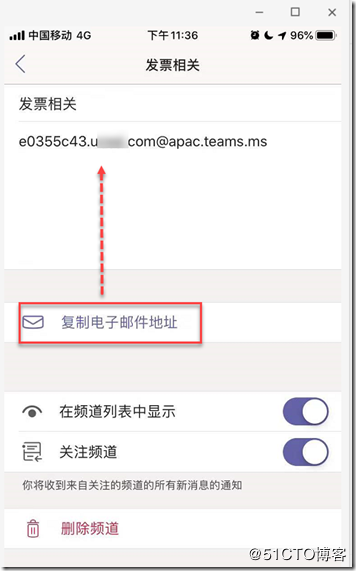 中国移动 4G
下午 11:36
96%
发票相关
发票相关
e0355c43.u com@apac.teams.ms
复制电子邮件地址
在频道列表中显示
关注频道
你将收到来自关注的频道的所有新消息的通知
删除频道
@51CTO博客